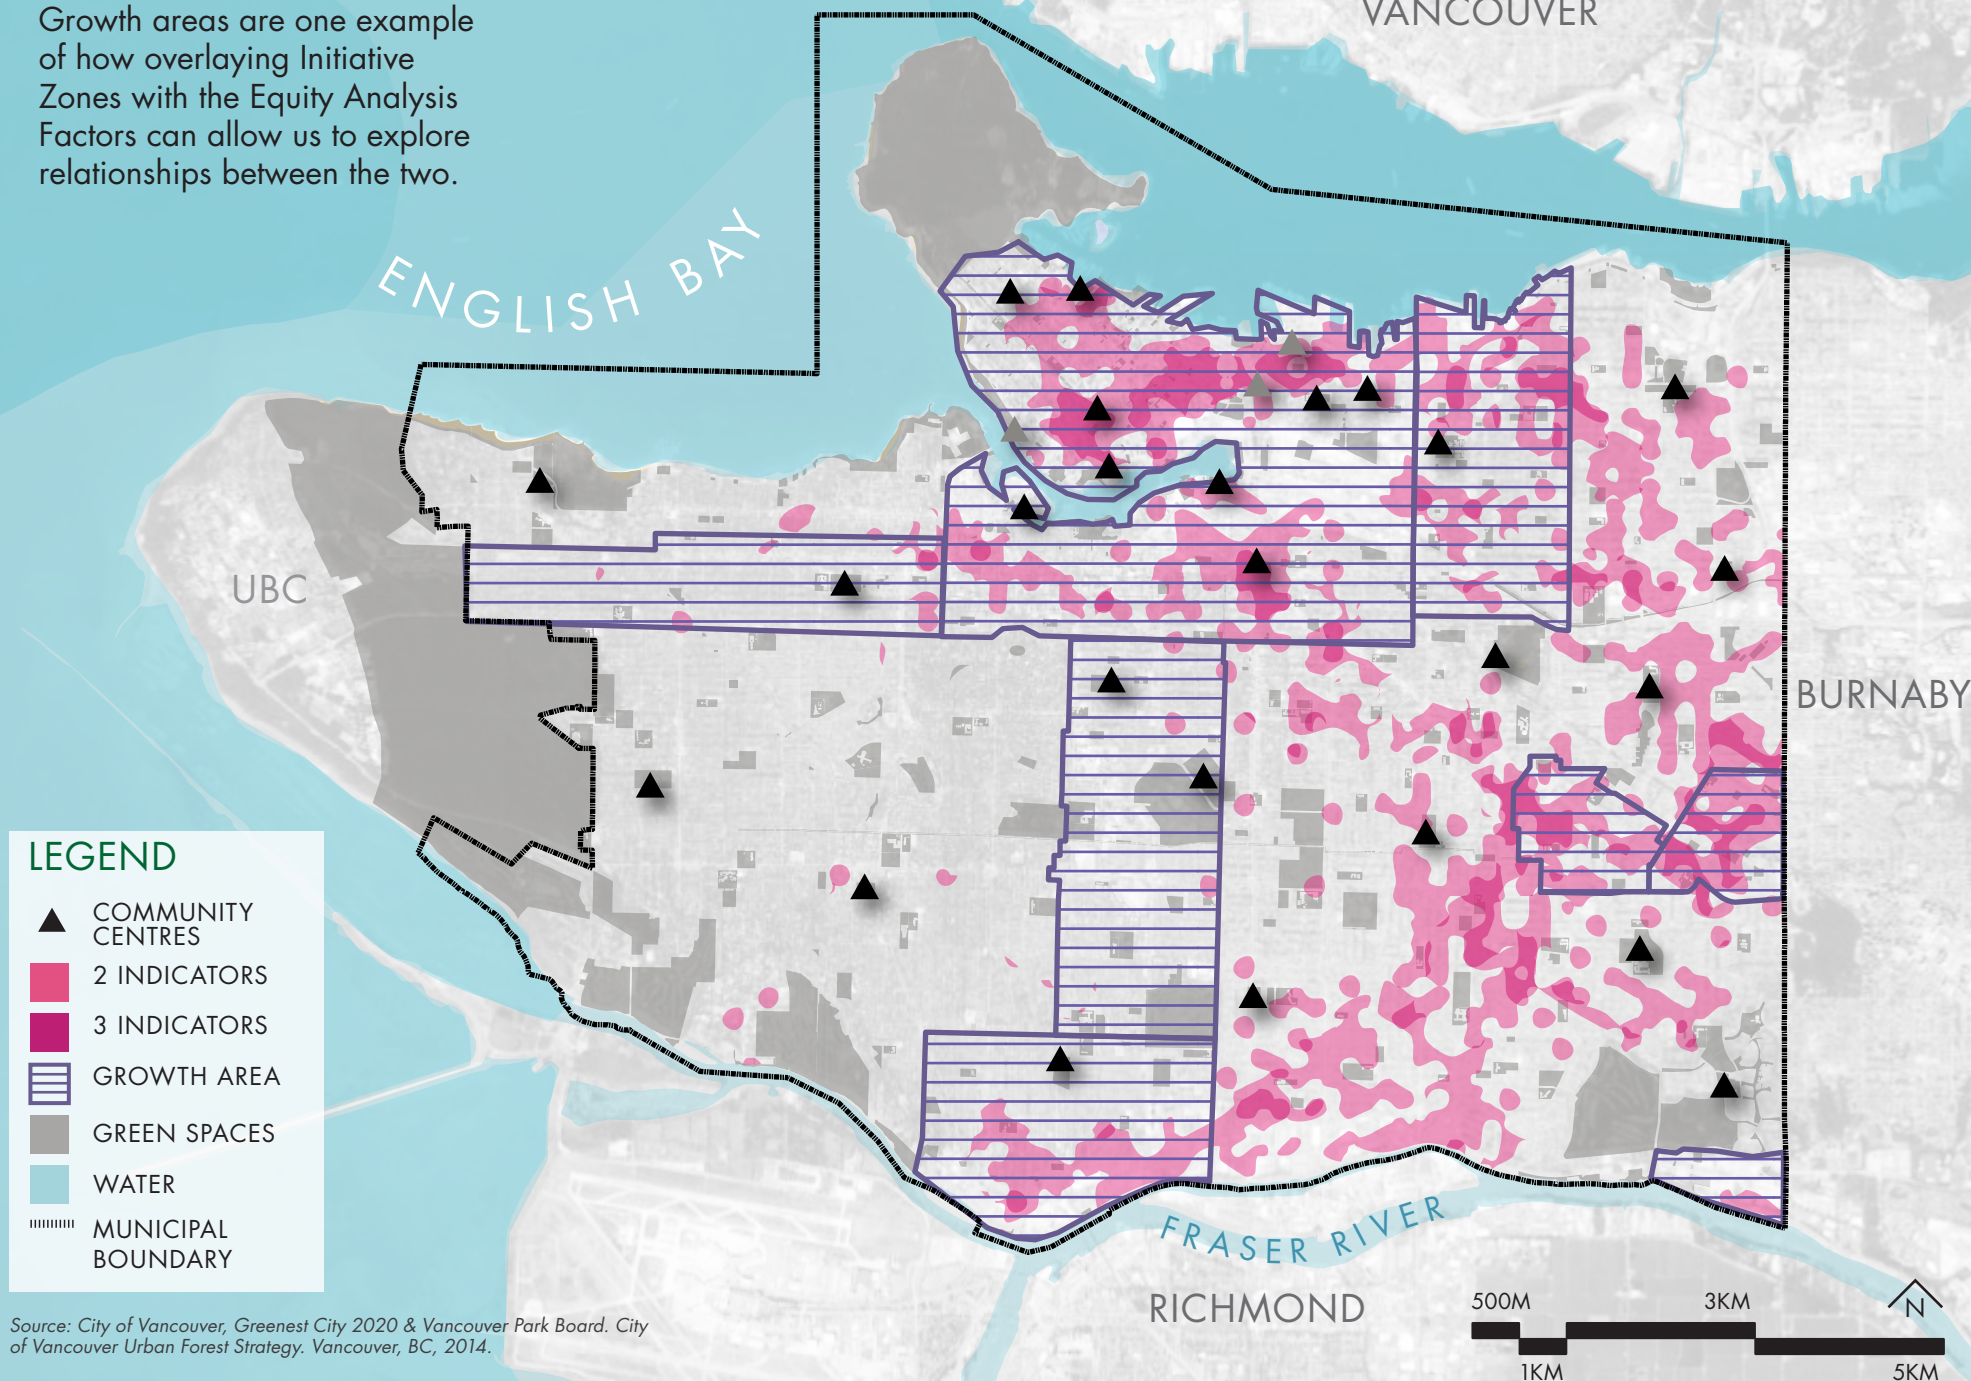 Growth areas are one example
of how overlaying Initiative
Zones with the Equity Analysis
Factors can allow us to explore
relationships between the two.
VANCOUVER
ENGLISH BAY
UBC
BURNABY
LEGEND
COMMUNITY
CENTRES
2 INDICATORS
3 INDICATORS
GROWTH AREA
GREEN SPACES
WATER
MUNICIPAL
BOUNDARY
FRASER RIVER
RICHMOND
500M
3KM
N
1KM
5KM
Source: City of Vancouver, Greenest City 2020 & Vancouver Park Board. City
of Vancouver Urban Forest Strategy. Vancouver, BC, 2014.